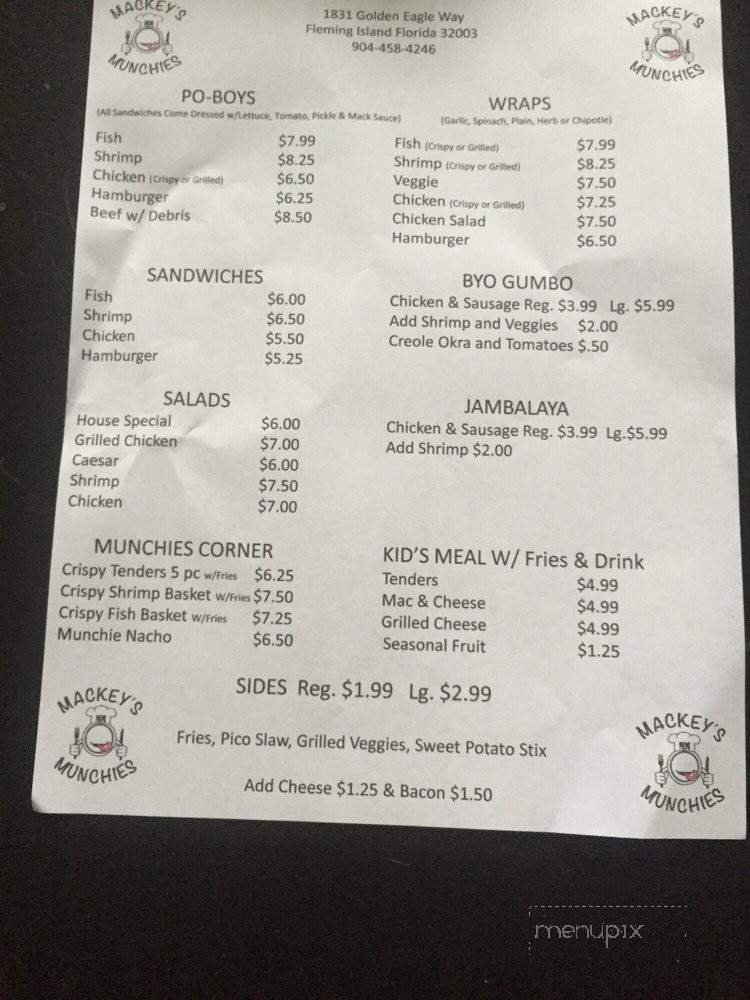 MACKEY'S
MUNCHIES
1831 Golden Eagle Way
Fleming Island Florida 32003
904-458-4246
MACKEY'S
MUNCHIES
PO-BOYS
(All Sandwiches Come Dressed w/Lettuce, Tomato, Pickle & Mack Sauce)
Fish $7.99
Shrimp $8.25
Chicken (Crispy or Grilled) $6.50
Hamburger $6.25
Beef w/ Debris $8.50
WRAPS
(Garlic, Spinach, Plain, Herb or Chipotle)
Fish (Crispy or Grilled) $7.99
Shrimp (Crispy or Grilled) $8.25
Veggie $7.50
Chicken (Crispy or Grilled) $7.25
Chicken Salad $7.50
Hamburger $6.50
SANDWICHES
Fish $6.00
Shrimp $6.50
Chicken $5.50
Hamburger $5.25
BYO GUMBO
Chicken & Sausage Reg. $3.99 Lg. $5.99
Add Shrimp and Veggies $2.00
Creole Okra and Tomatoes $.50
SALADS
House Special $6.00
Grilled Chicken $7.00
Caesar $6.00
Shrimp $7.50
Chicken $7.00
JAMBALAYA
Chicken & Sausage Reg. $3.99 Lg.$5.99
Add Shrimp $2.00
MUNCHIES CORNER
Crispy Tenders 5 pc w/Fries $6.25
Crispy Shrimp Basket W/Fries $7.50
Crispy Fish Basket W/Fries $7.25
Munchie Nacho $6.50
KID'S MEAL W/ Fries & Drink
Tenders $4.99
Mac & Cheese $4.99
Grilled Cheese $4.99
Seasonal Fruit $1.25
SIDES Reg. $1.99 Lg. $2.99
Fries, Pico Slaw, Grilled Veggies, Sweet Potato Stix
Add Cheese $1.25 & Bacon $1.50
MACKEY'S
MUNCHIES
MACKEY'S
MUNCHIES
menupix